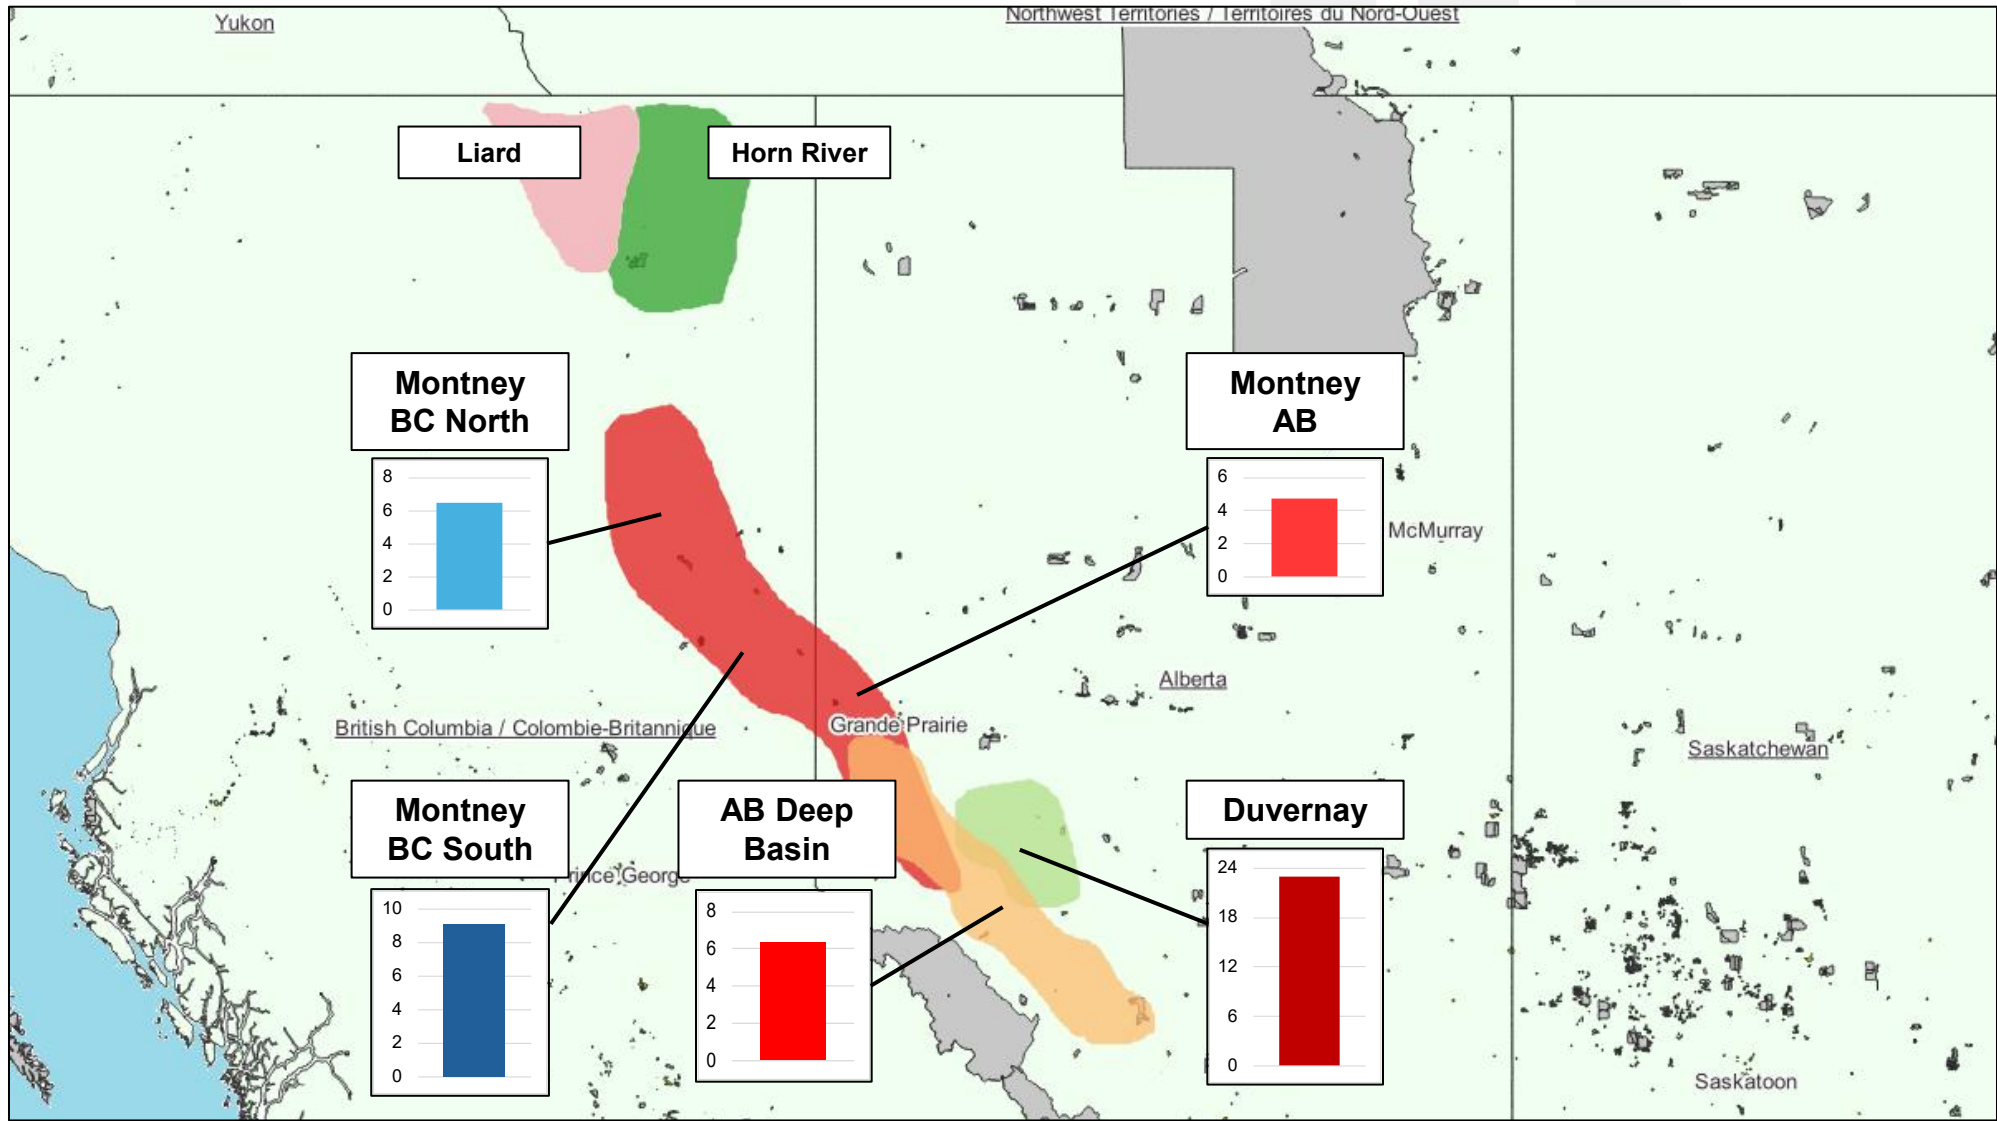 Yukon
Northwest Territories / Territoires du Nord-Ouest
Liard
Horn River
Montney
BC North
8
6
4
2
0
Montney
AB
6
4
2
0
McMurray
Alberta
British Columbia / Colombie-Britannique
Grande Prairie
Saskatchewan
Montney
BC South
10
8
6
4
2
0
Prince George
AB Deep
Basin
8
6
4
2
0
Duvernay
24
18
12
6
0
Saskatoon